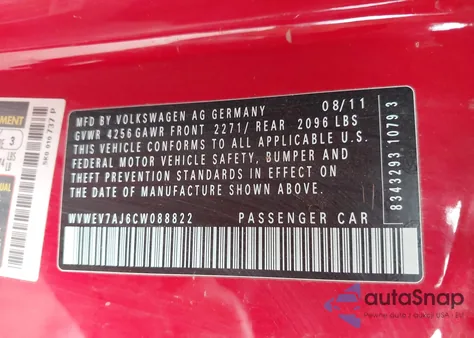 MFD BY VOLKSWAGEN AG GERMANY 08/11
GVWR 4256 GAWR FRONT 2271/ REAR 2096 LBS
THIS VEHICLE CONFORMS TO ALL APPLICABLE U.S.
FEDERAL MOTOR VEHICLE SAFETY, BUMPER AND
THEFT PREVENTION STANDARDS IN EFFECT ON
THE DATE OF MANUFACTURE SHOWN ABOVE
WVWEV7AJ6CW088822 PASSENGER CAR
8343293 1079 3
3
autoSnap